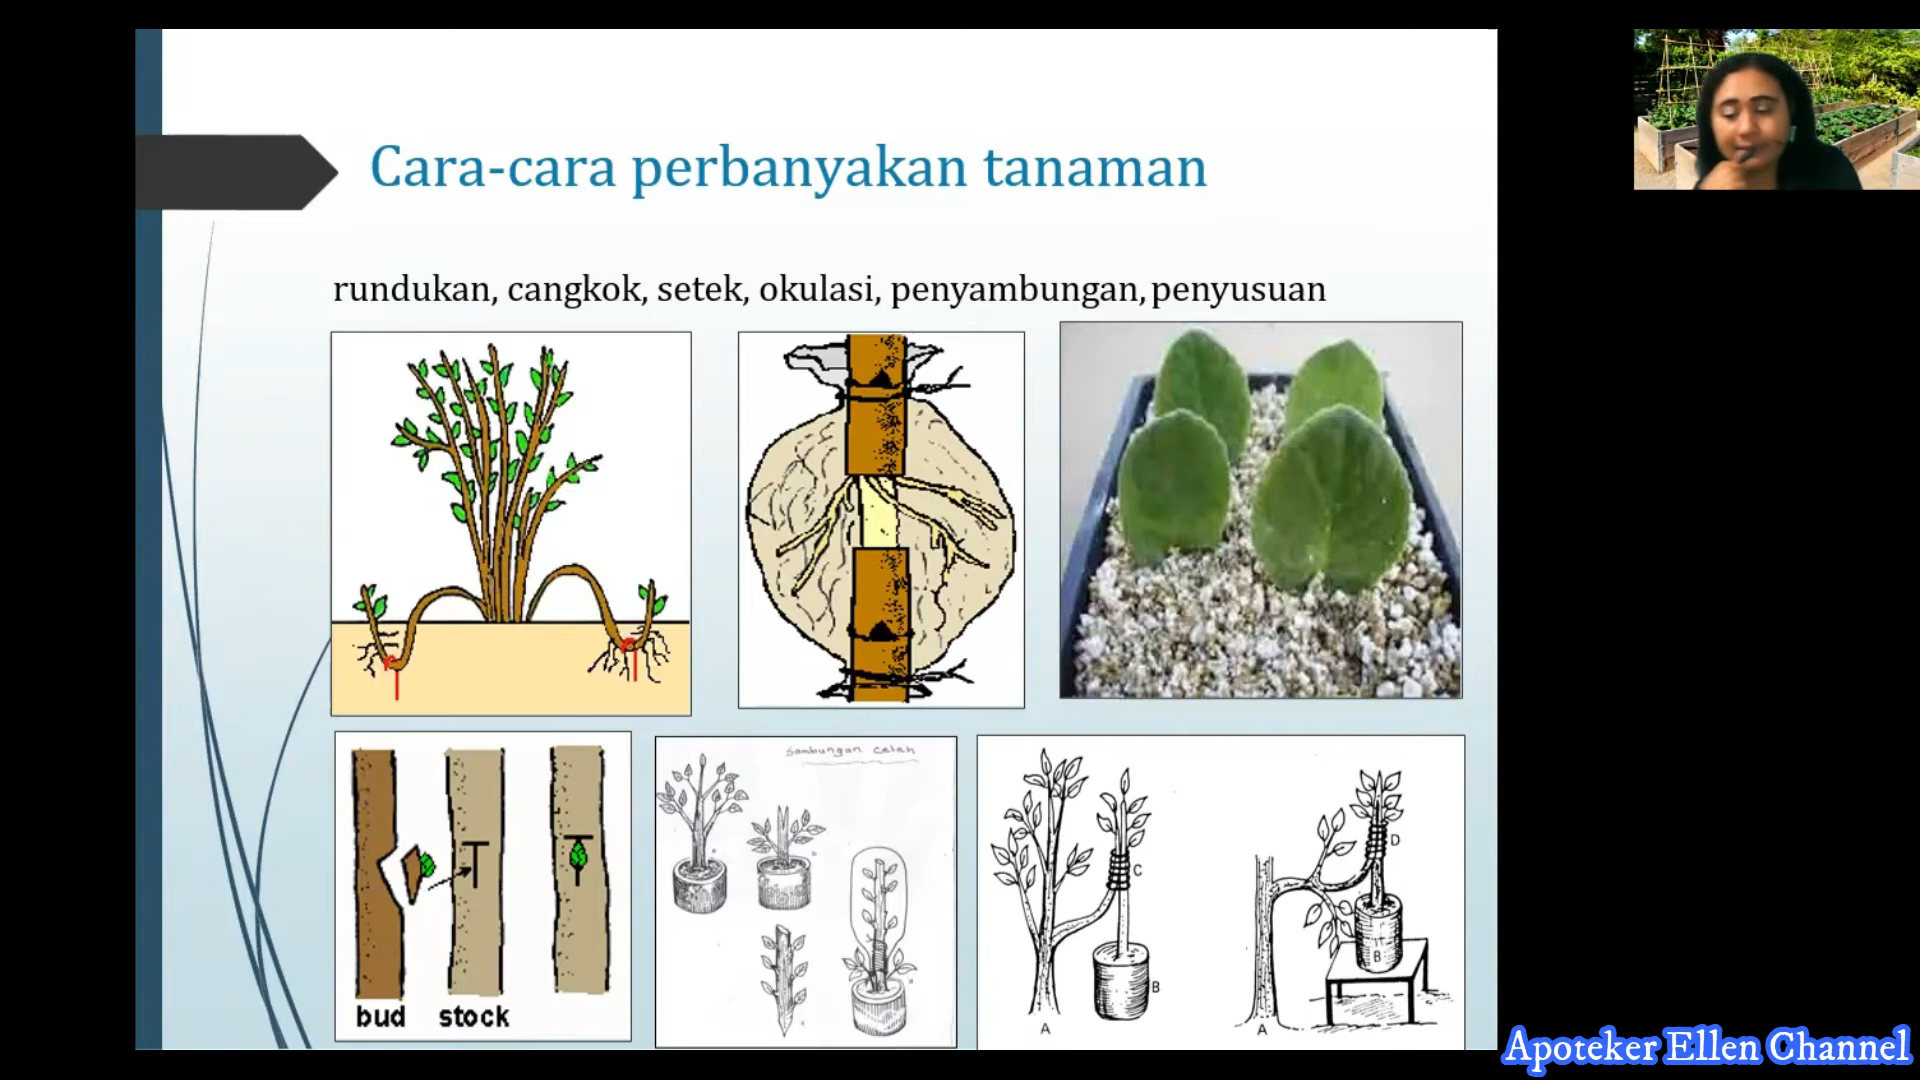 Cara-cara perbanyakan tanaman
rundukan, cangkok, setek, okulasi, penyambungan, penyusuan
bud stock
Sambungan celah
C
B
A
D
B
A
Apoteker Ellen Channel